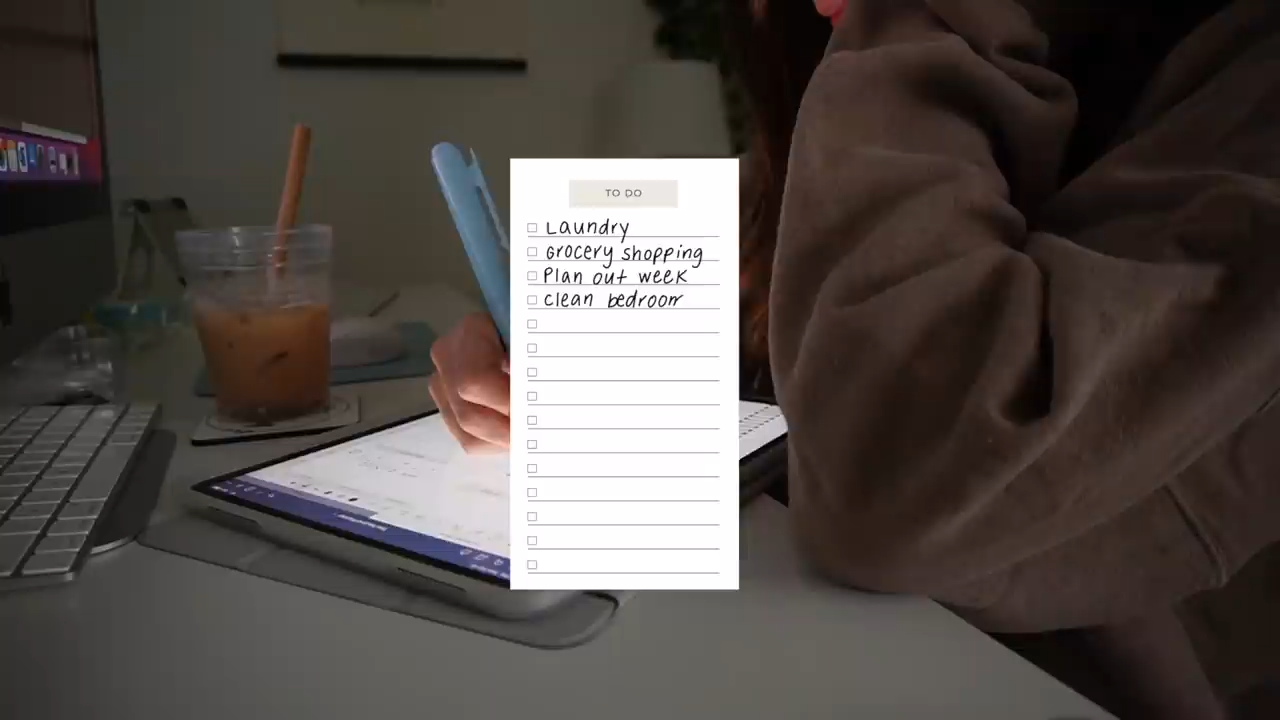 TO DO
Laundry
grocery shopping
Plan out week
clean bedroom